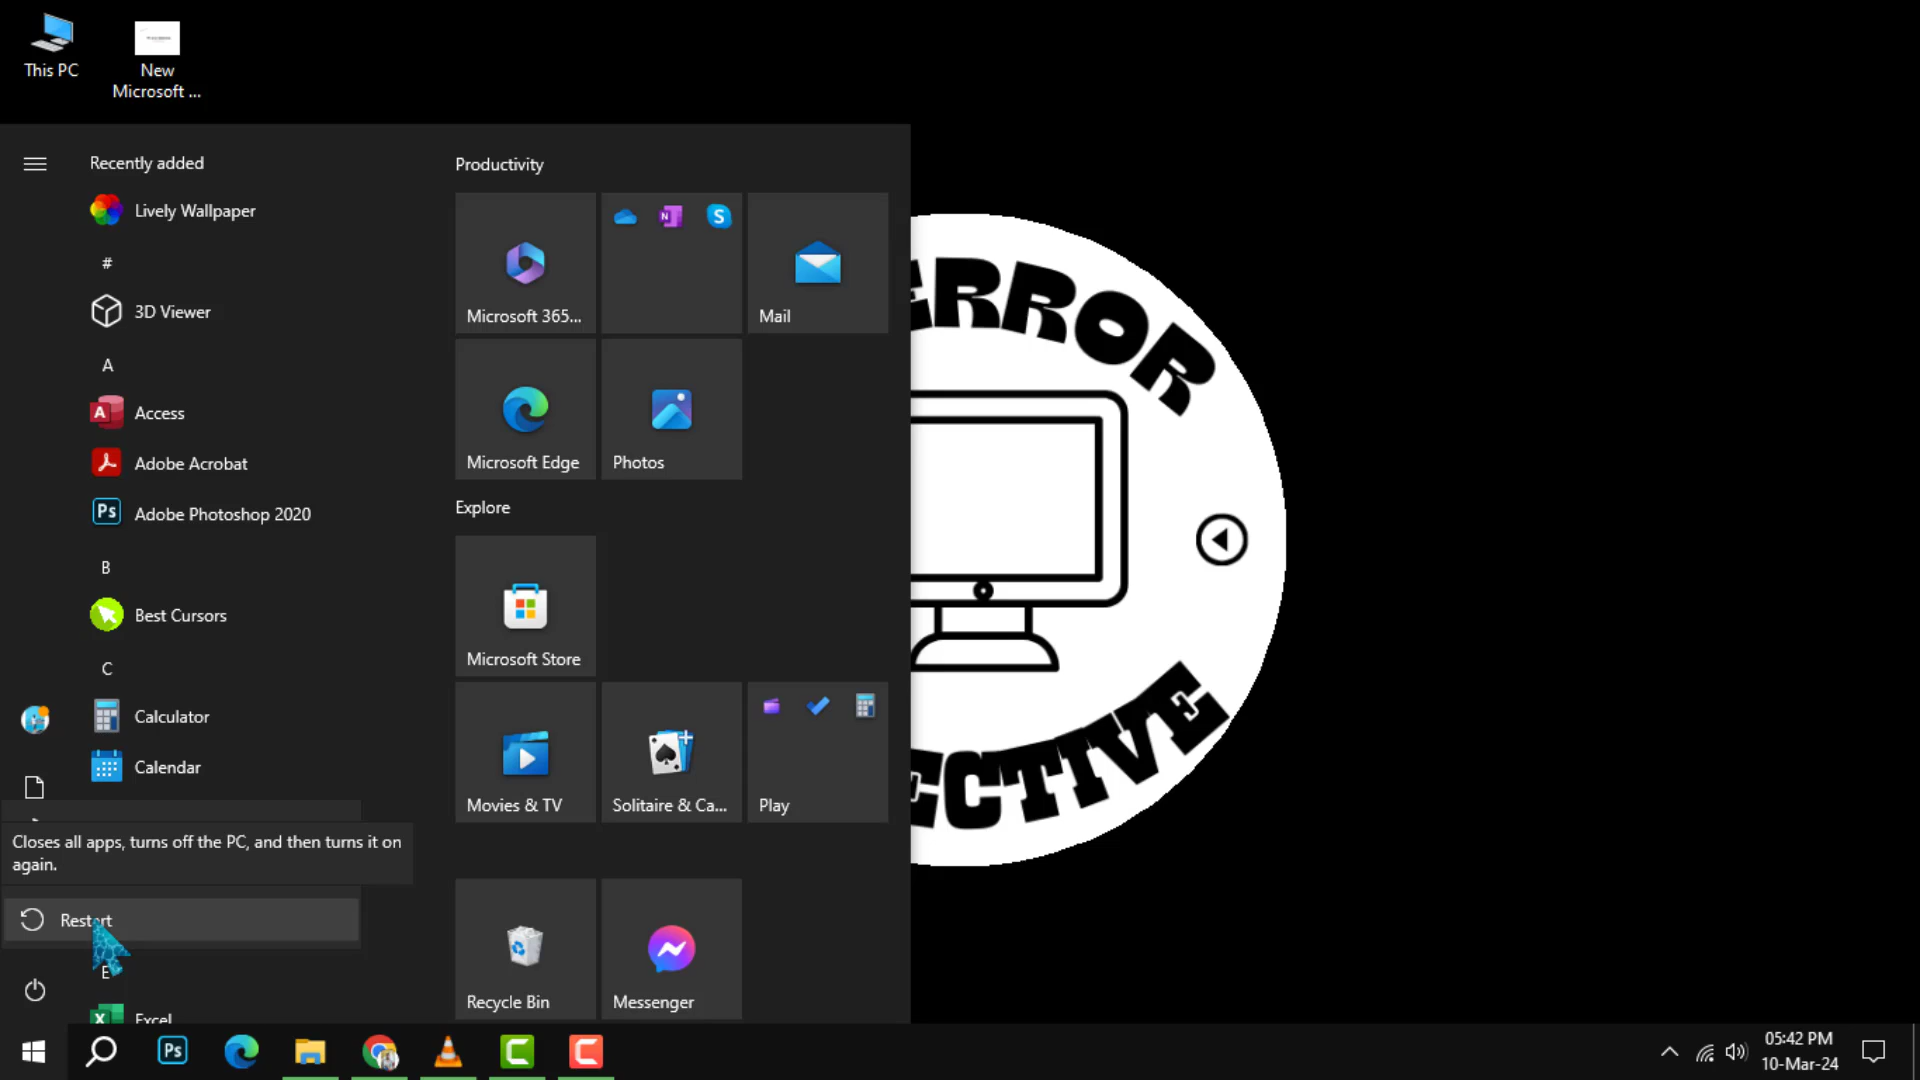 This PC
New
Microsoft ...
Recently added
Lively Wallpaper
#
3D Viewer
A
Access
Adobe Acrobat
Adobe Photoshop 2020
B
Best Cursors
C
Calculator
Calendar
Closes all apps, turns off the PC, and then turns it on
again.
Restart
E
Excel
Productivity
Microsoft 365...
Mail
Microsoft Edge
Photos
Explore
Microsoft Store
Movies & TV
Solitaire & Ca...
Play
Recycle Bin
Messenger
ERROR
ECTIVE
05:42 PM
10-Mar-24